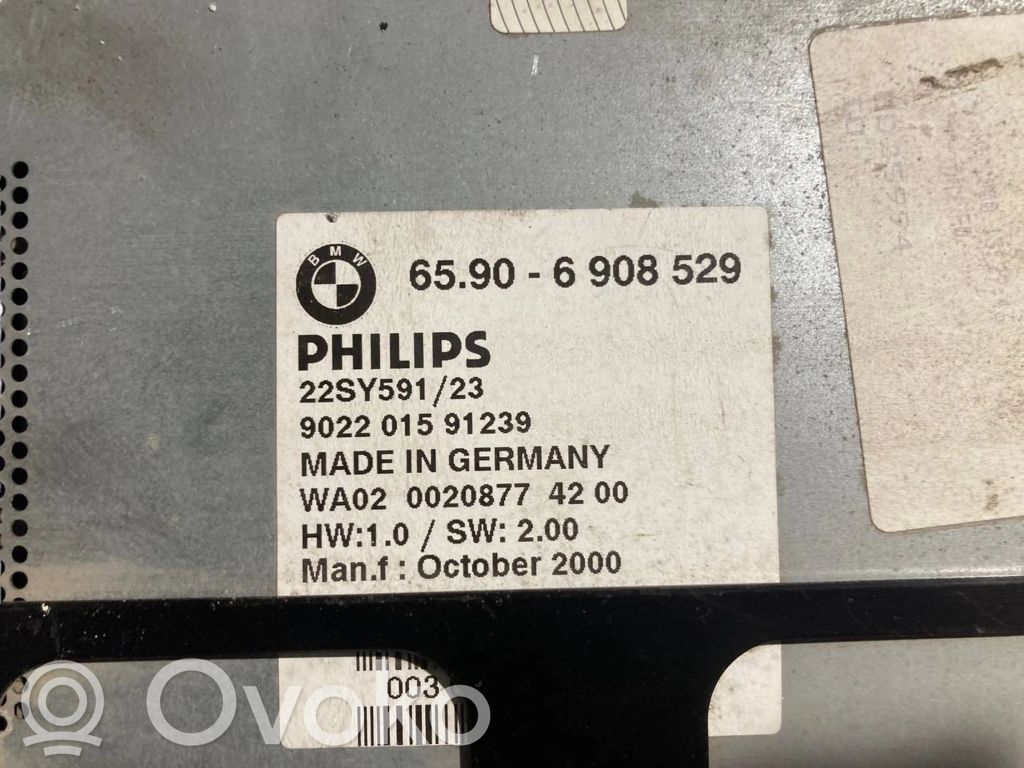 BMW 65.90 - 6 908 529
PHILIPS
22SY591/23
9022 015 91239
MADE IN GERMANY
WA02 0020877 42 00
HW:1.0 / SW: 2.00
Man.f : October 2000
003
Ovoko